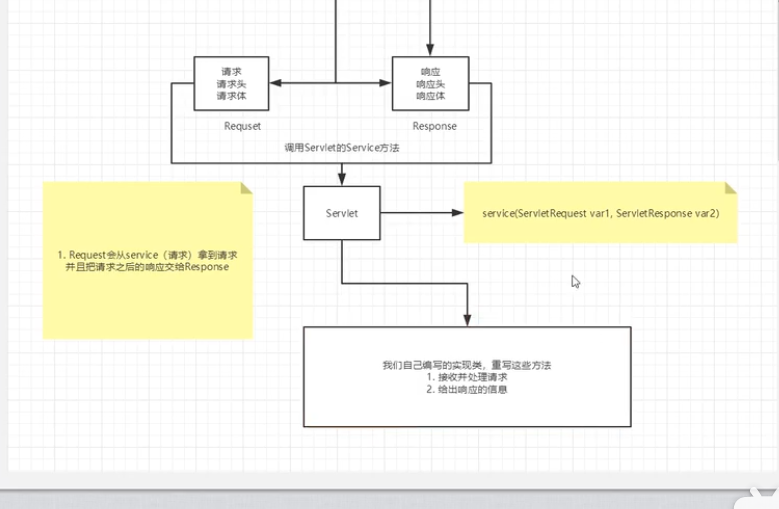 请求
请求头
请求体
响应
响应头
响应体
Requset
Response
调用Servlet的Service方法
Servlet
service(ServletRequest var1, ServletResponse var2)
1. Request会从service（请求）拿到请求
并且把请求之后的响应交给Response
我们自己编写的实现类，重写这些方法
1. 接收并处理请求
2. 给出响应的信息